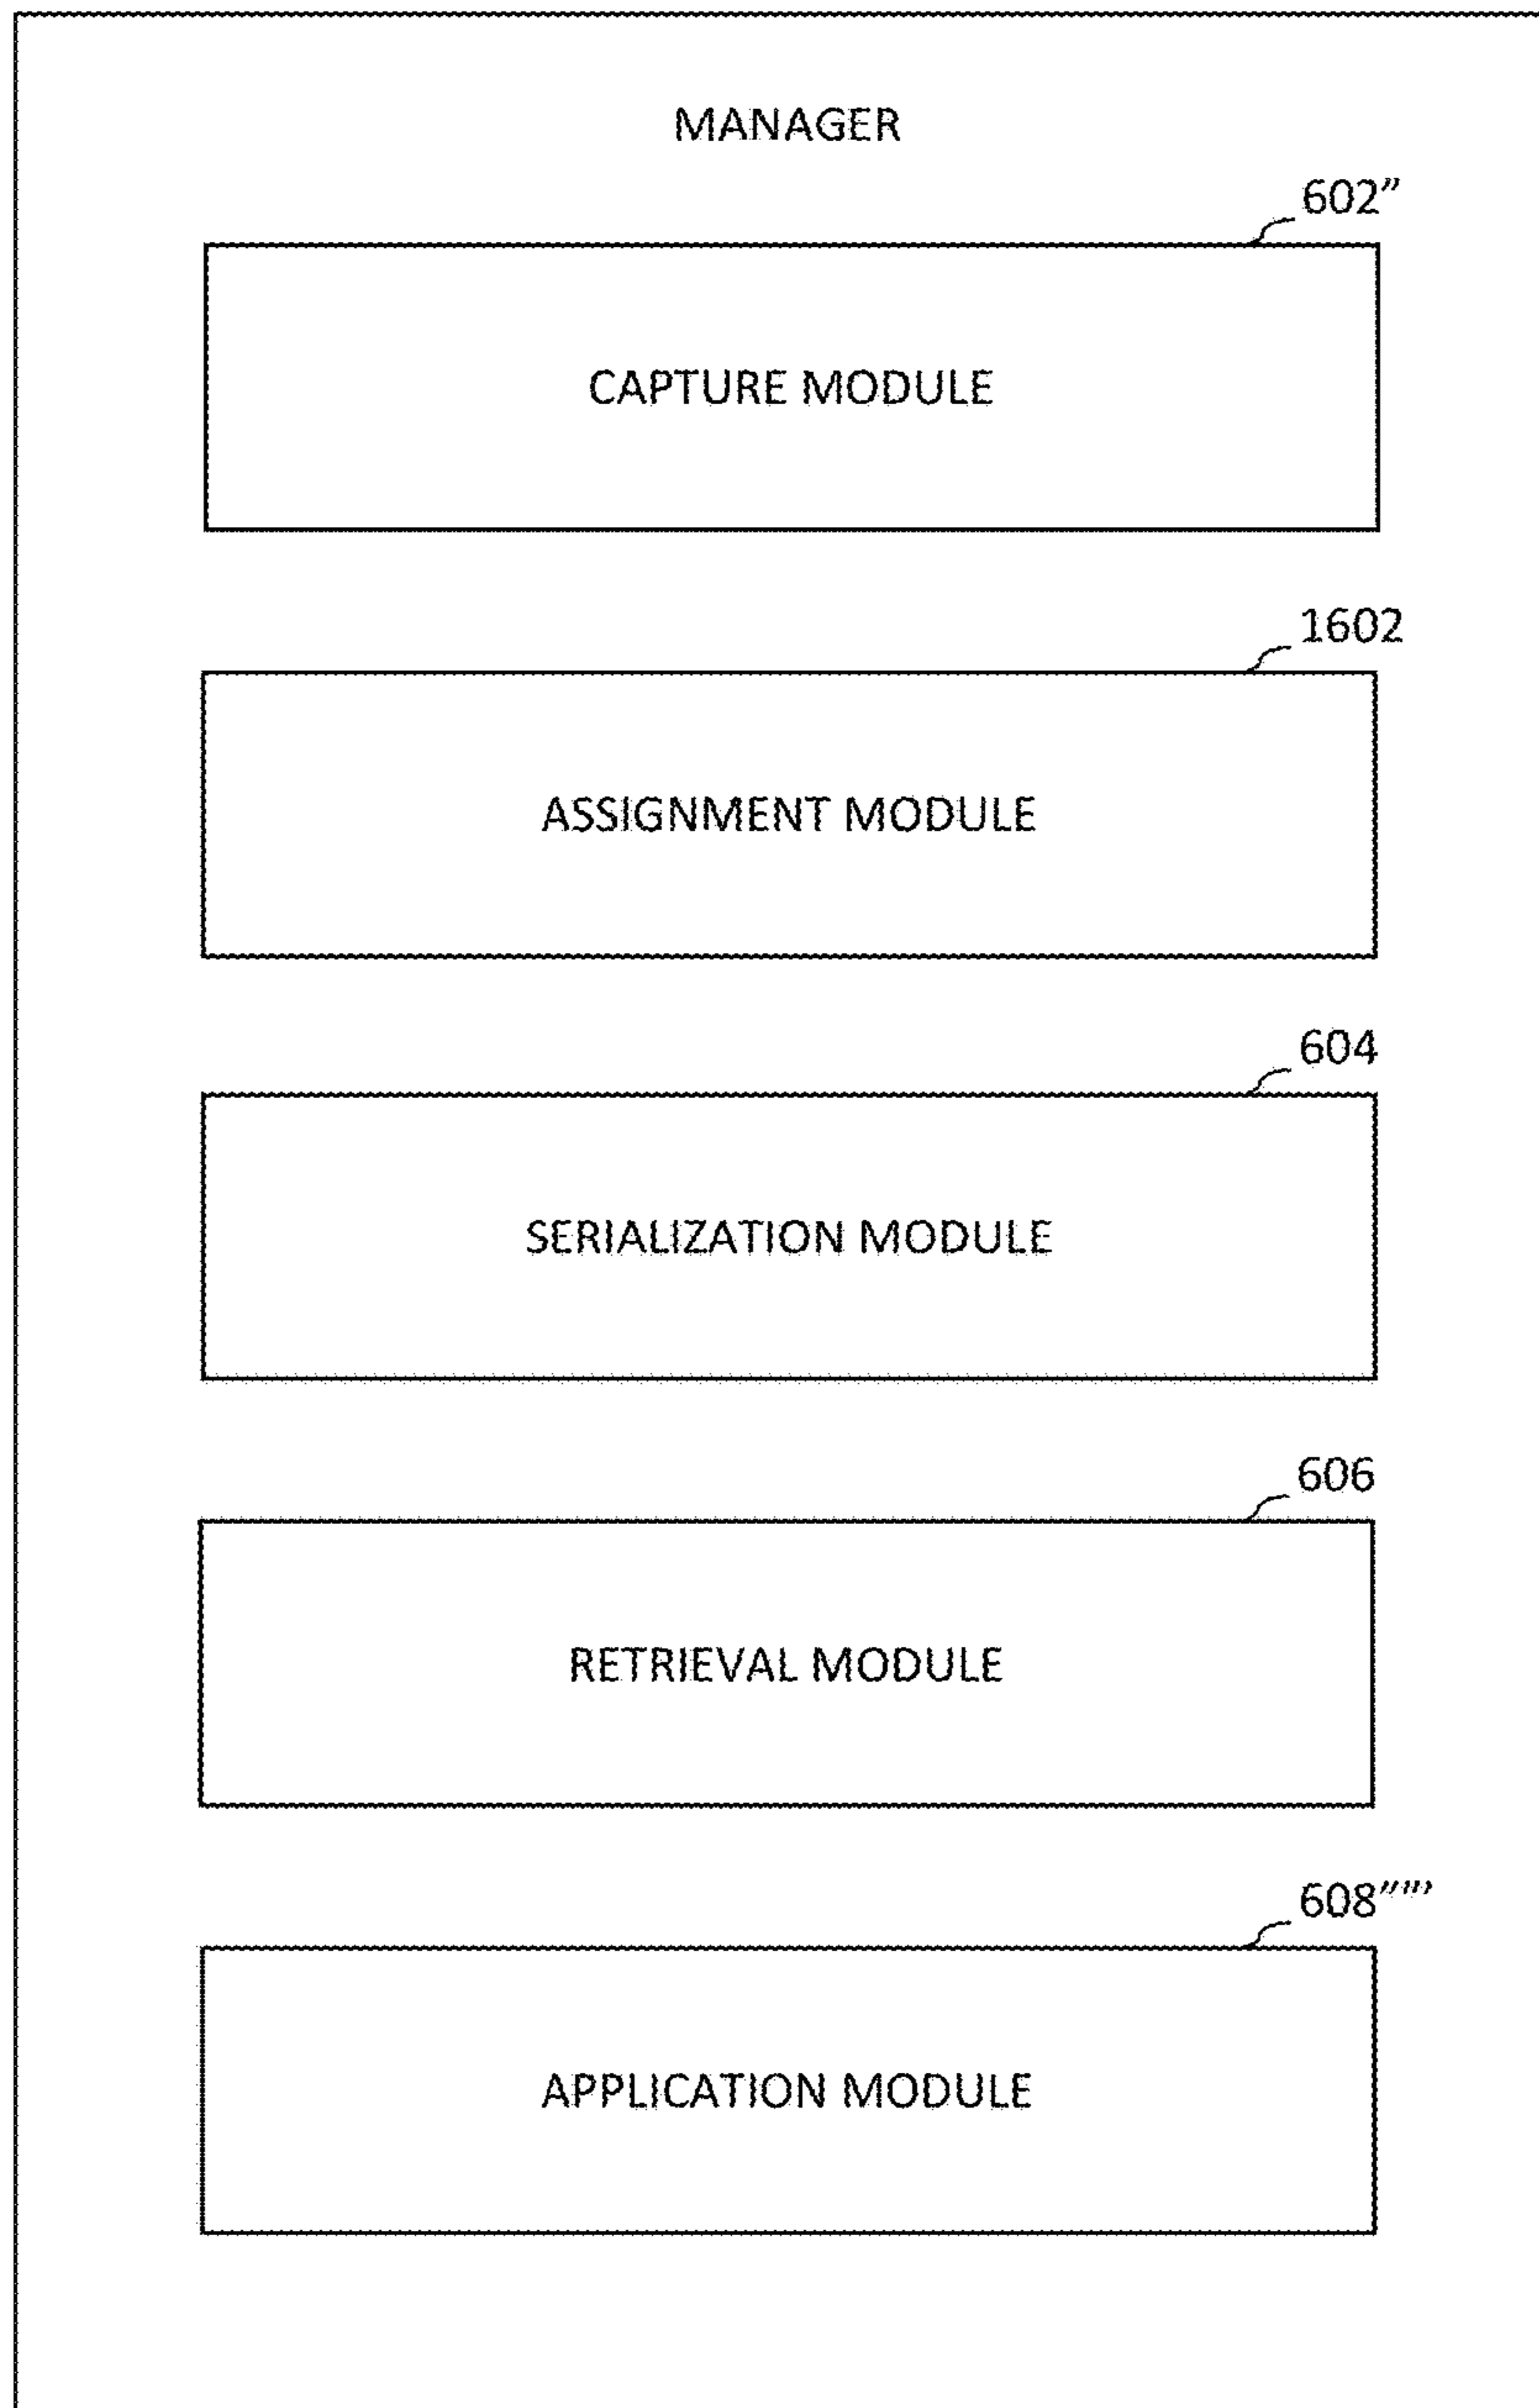 MANAGER
602”
CAPTURE MODULE
1602
ASSIGNMENT MODULE
604
SERIALIZATION MODULE
606
RETRIEVAL MODULE
608”””
APPLICATION MODULE